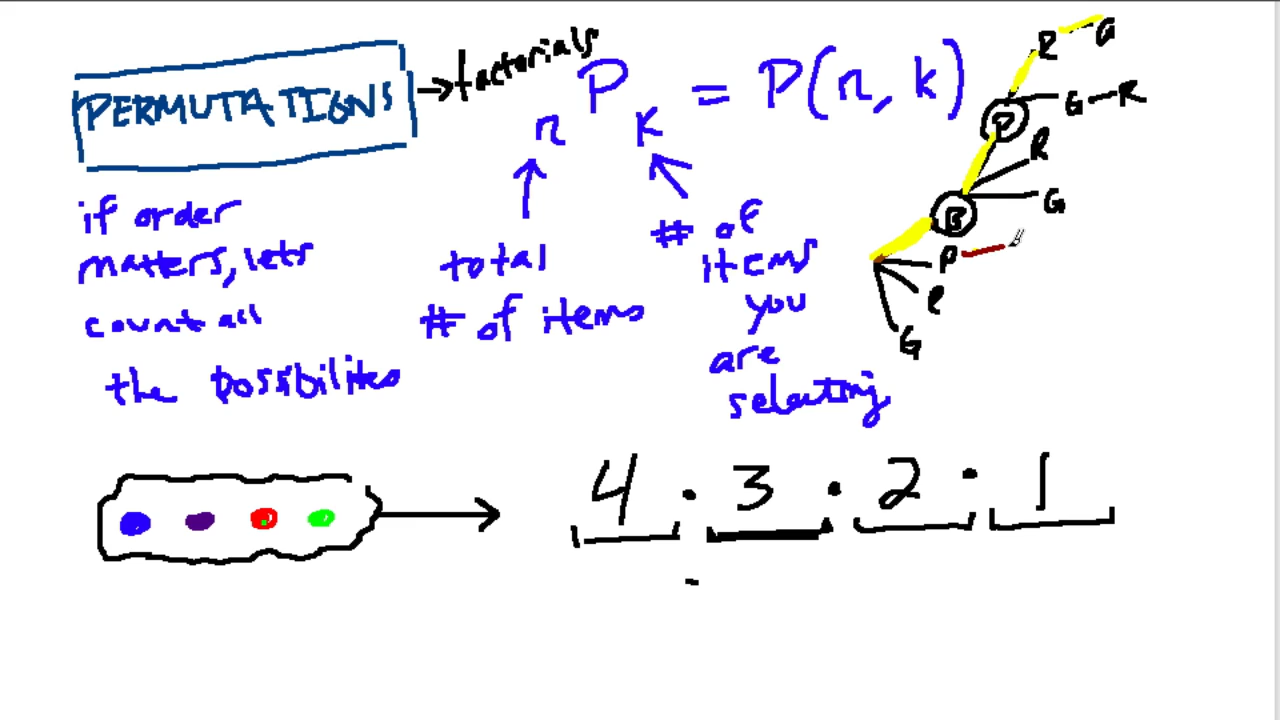 PERMUTATIONS → factorials
n P k = P(n, k)
if order
matters, lets
count all
the possibilites
total
# of items
# of
items
you
are
selecting
R G
P G R
R
B G
P
R
G
4 · 3 · 2 · 1